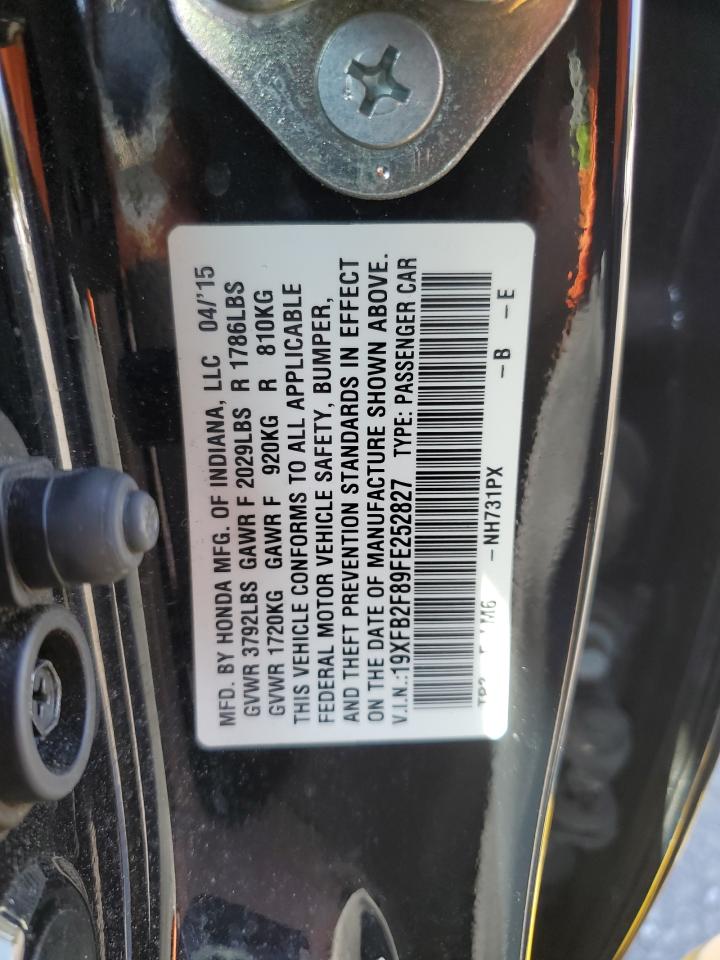 MFD. BY HONDA MFG. OF INDIANA, LLC 04/'15
GVWR 3792LBS GAWR F 2029LBS R 1786LBS
GVWR 1720KG GAWR F 920KG R 810KG
THIS VEHICLE CONFORMS TO ALL APPLICABLE
FEDERAL MOTOR VEHICLE SAFETY, BUMPER,
AND THEFT PREVENTION STANDARDS IN EFFECT
ON THE DATE OF MANUFACTURE SHOWN ABOVE.
V.I.N.:19XFB2F89FE252827 TYPE: PASSENGER CAR
–NH731PX –B –E